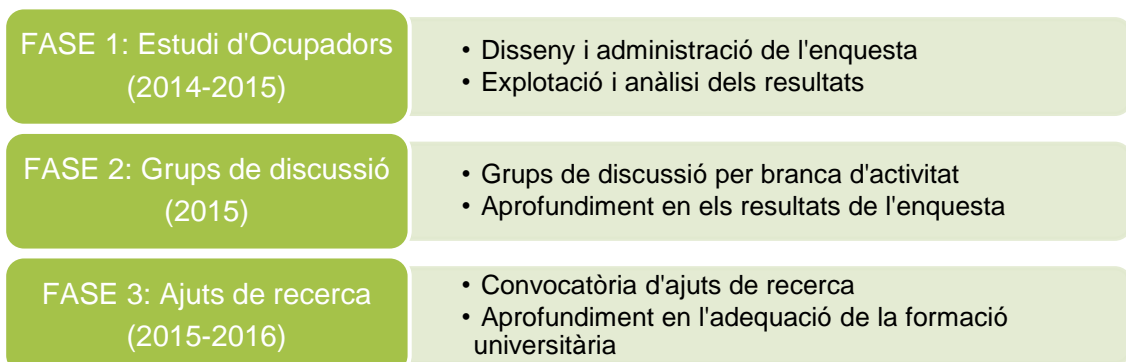 FASE 1: Estudi d'Ocupadors
(2014-2015)
• Disseny i administració de l'enquesta
• Explotació i anàlisi dels resultats
FASE 2: Grups de discussió
(2015)
• Grups de discussió per branca d'activitat
• Aprofundiment en els resultats de l'enquesta
FASE 3: Ajuts de recerca
(2015-2016)
• Convocatòria d'ajuts de recerca
• Aprofundiment en l'adequació de la formació
universitària